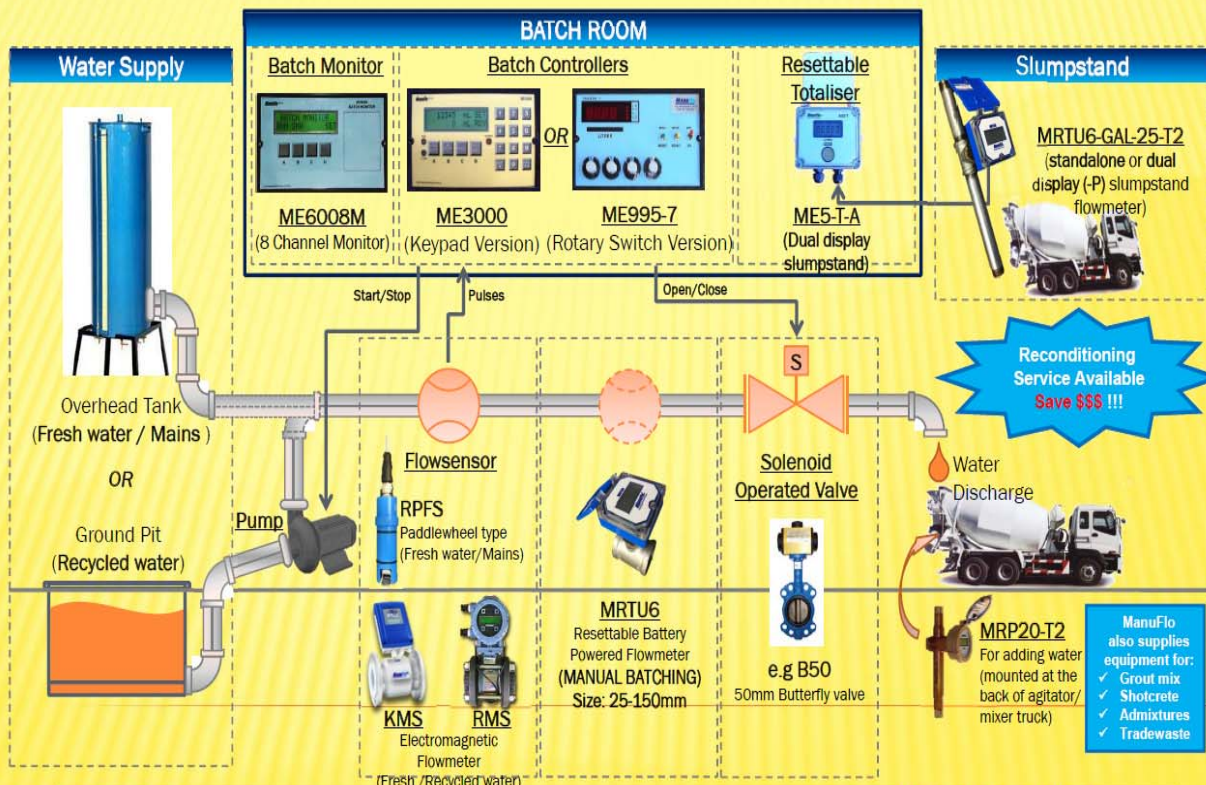 BATCH ROOM
Water Supply
Batch Monitor
Batch Controllers
Resettable
Totaliser
Slumpstand
OR
ME6008M
(8 Channel Monitor)
ME3000
(Keypad Version)
ME995-7
(Rotary Switch Version)
ME5-T-A
(Dual display
slumpstand)
MRTU6-GAL-25-T2
(standalone or dual
display (-P) slumpstand
flowmeter)
Start/Stop
Pulses
Open/Close
Overhead Tank
(Fresh water / Mains )
OR
Ground Pit
(Recycled water)
Pump
Flowsensor
RPFS
Paddlewheel type
(Fresh water/Mains)
KMS
RMS
Electromagnetic
Flowmeter
(Fresh /Recycled water)
MRTU6
Resettable Battery
Powered Flowmeter
(MANUAL BATCHING)
Size: 25-150mm
S
Solenoid
Operated Valve
e.g B50
50mm Butterfly valve
Reconditioning
Service Available
Save $$$ !!!
Water
Discharge
MRP20-T2
For adding water
(mounted at the
back of agitator/
mixer truck)
ManuFlo
also supplies
equipment for:
✓ Grout mix
✓ Shotcrete
✓ Admixtures
✓ Tradewaste